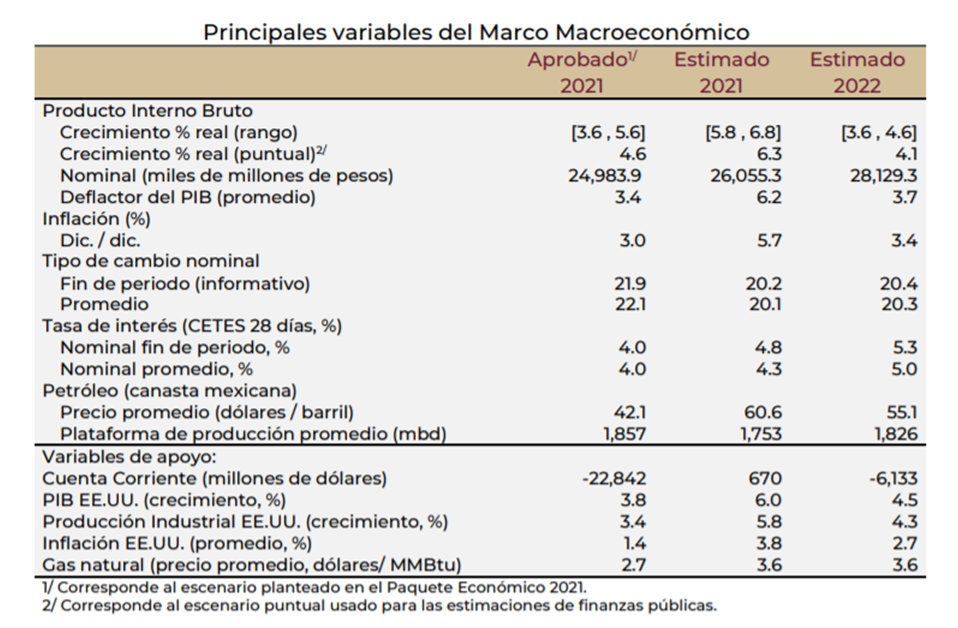 Principales variables del Marco Macroeconómico
Aprobado1/ Estimado Estimado
2021 2021 2022
Producto Interno Bruto
Crecimiento % real (rango) [3.6 , 5.6] [5.8 , 6.8] [3.6 , 4.6]
Crecimiento % real (puntual)2/ 4.6 6.3 4.1
Nominal (miles de millones de pesos) 24,983.9 26,055.3 28,129.3
Deflactor del PIB (promedio) 3.4 6.2 3.7
Inflación (%)
Dic. / dic. 3.0 5.7 3.4
Tipo de cambio nominal
Fin de periodo (informativo) 21.9 20.2 20.4
Promedio 22.1 20.1 20.3
Tasa de interés (CETES 28 días, %)
Nominal fin de periodo, % 4.0 4.8 5.3
Nominal promedio, % 4.0 4.3 5.0
Petróleo (canasta mexicana)
Precio promedio (dólares / barril) 42.1 60.6 55.1
Plataforma de producción promedio (mbd) 1,857 1,753 1,826
Variables de apoyo:
Cuenta Corriente (millones de dólares) -22,842 670 -6,133
PIB EE.UU. (crecimiento, %) 3.8 6.0 4.5
Producción Industrial EE.UU. (crecimiento, %) 3.4 5.8 4.3
Inflación EE.UU. (promedio, %) 1.4 3.8 2.7
Gas natural (precio promedio, dólares/ MMBtu) 2.7 3.6 3.6
1/ Corresponde al escenario planteado en el Paquete Económico 2021.
2/ Corresponde al escenario puntual usado para las estimaciones de finanzas públicas.